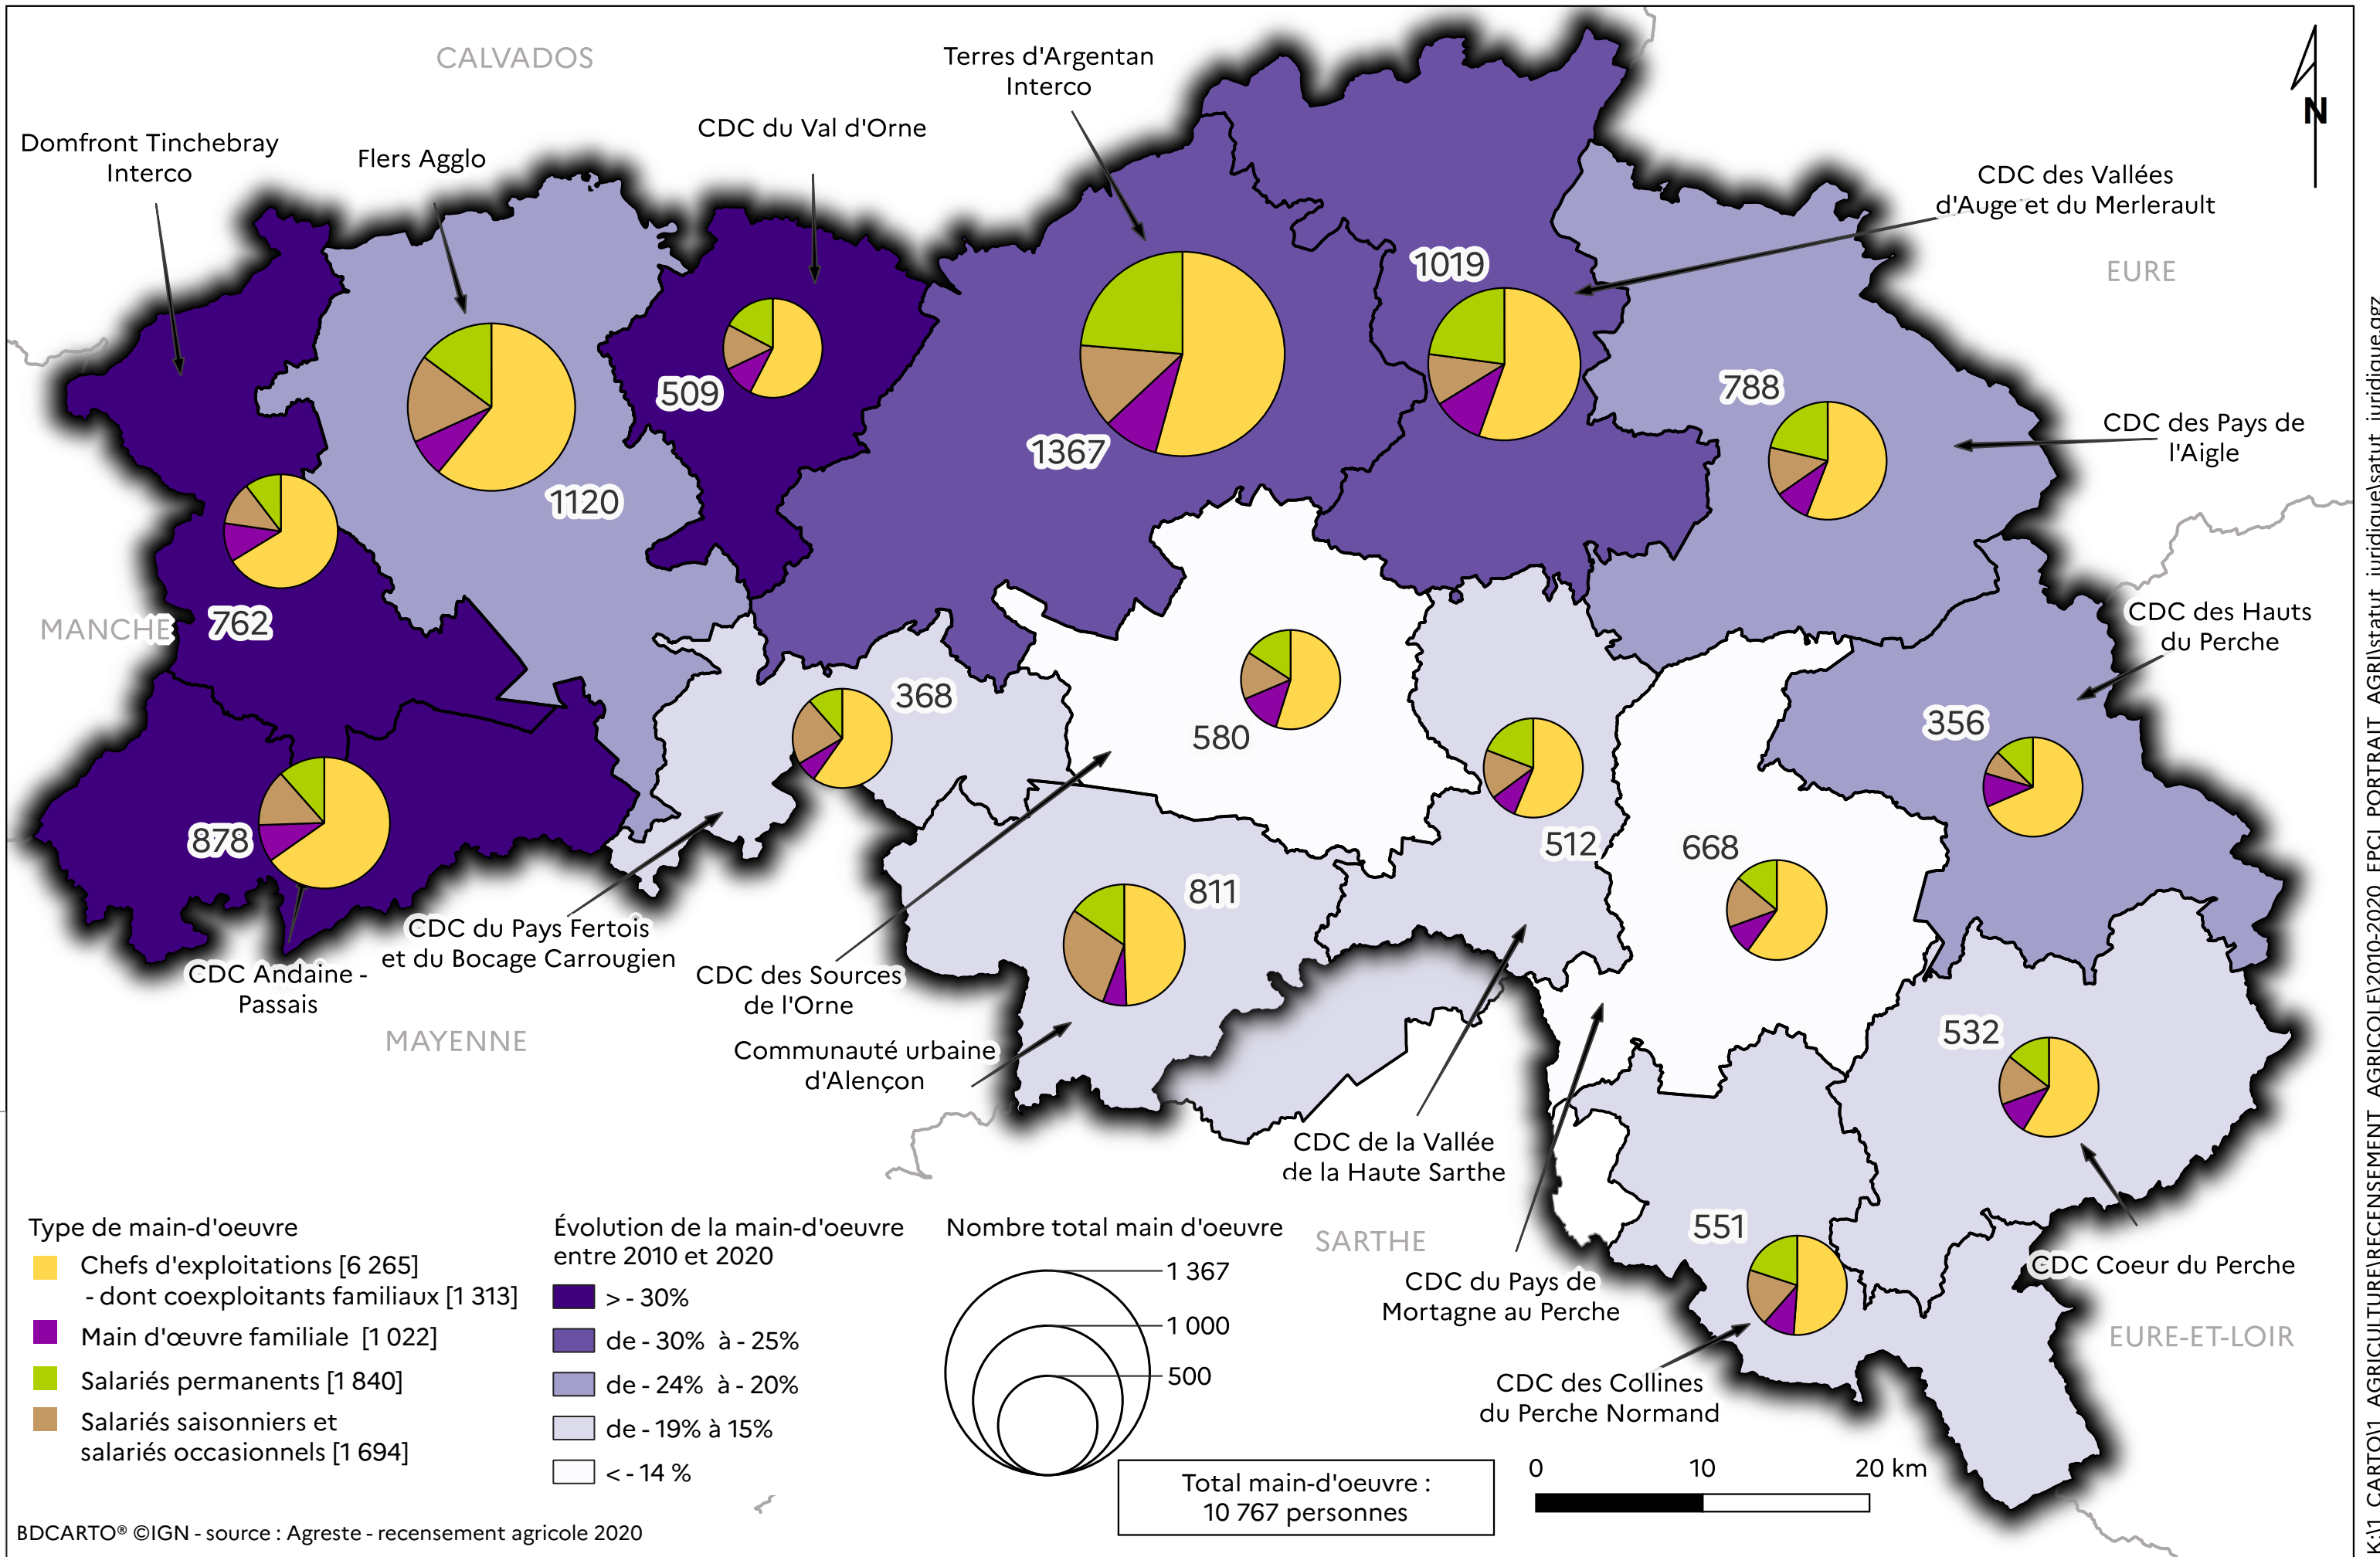 CALVADOS
Terres d'Argentan
Interco
N
CDC du Val d'Orne
Domfront Tinchebray
Interco
Flers Agglo
CDC des Vallées
d'Auge et du Merlerault
EURE
1019
788
509
1367
CDC des Pays de
l'Aigle
1120
MANCHE
762
CDC des Hauts
du Perche
368
580
356
878
512
668
811
CDC du Pays Fertois
et du Bocage Carrougien
CDC Andaine -
Passais
CDC des Sources
de l'Orne
MAYENNE
Communauté urbaine
d'Alençon
532
CDC de la Vallée
de la Haute Sarthe
551
SARTHE
CDC du Pays de
Mortagne au Perche
CDC Coeur du Perche
EURE-ET-LOIR
CDC des Collines
du Perche Normand
Type de main-d'oeuvre
Chefs d'exploitations [6 265]
- dont coexploitants familiaux [1 313]
Main d'œuvre familiale [1 022]
Salariés permanents [1 840]
Salariés saisonniers et
salariés occasionnels [1 694]
Évolution de la main-d'oeuvre
entre 2010 et 2020
> - 30%
de - 30% à - 25%
de - 24% à - 20%
de - 19% à 15%
< - 14 %
Nombre total main d'oeuvre
1 367
1 000
500
Total main-d'oeuvre :
10 767 personnes
0 10 20 km
BDCARTO® ©IGN - source : Agreste - recensement agricole 2020
K:\1_CARTO\1_AGRICULTURE\RECENSEMENT_AGRICOLE\2010-2020_EPCI_PORTRAIT_AGRI\statut_juridique\satut_juridique.qgz